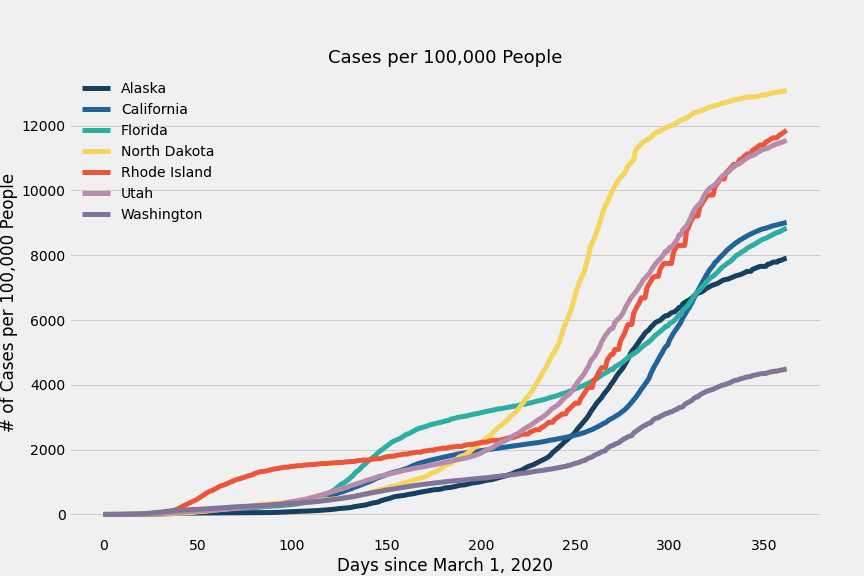 Cases per 100,000 People
Alaska
California
Florida
North Dakota
Rhode Island
Utah
Washington
# of Cases per 100,000 People
12000
10000
8000
6000
4000
2000
0
0 50 100 150 200 250 300 350
Days since March 1, 2020